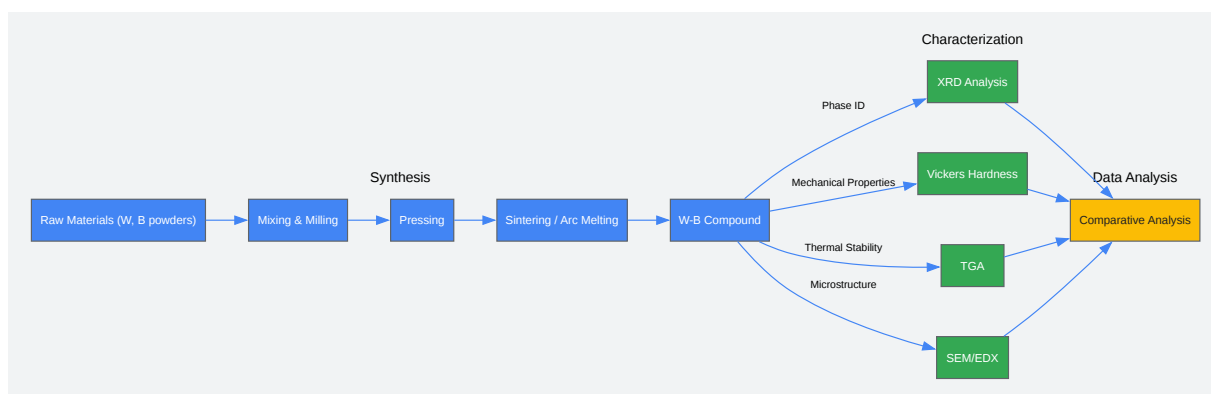 Characterization
XRD Analysis
Phase ID
Vickers Hardness
Mechanical Properties
Synthesis
Data Analysis
Raw Materials (W, B powders)
Mixing & Milling
Pressing
Sintering / Arc Melting
W-B Compound
Comparative Analysis
Thermal Stability
TGA
Microstructure
SEM/EDX